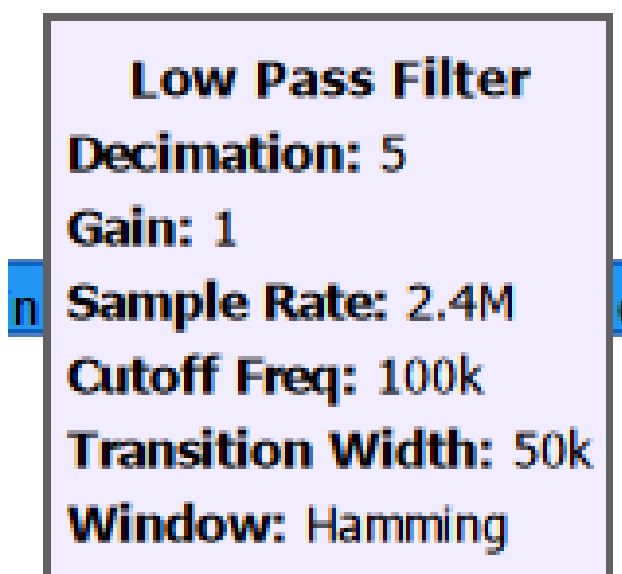 Low Pass Filter
Decimation: 5
Gain: 1
in Sample Rate: 2.4M
Cutoff Freq: 100k
Transition Width: 50k
Window: Hamming